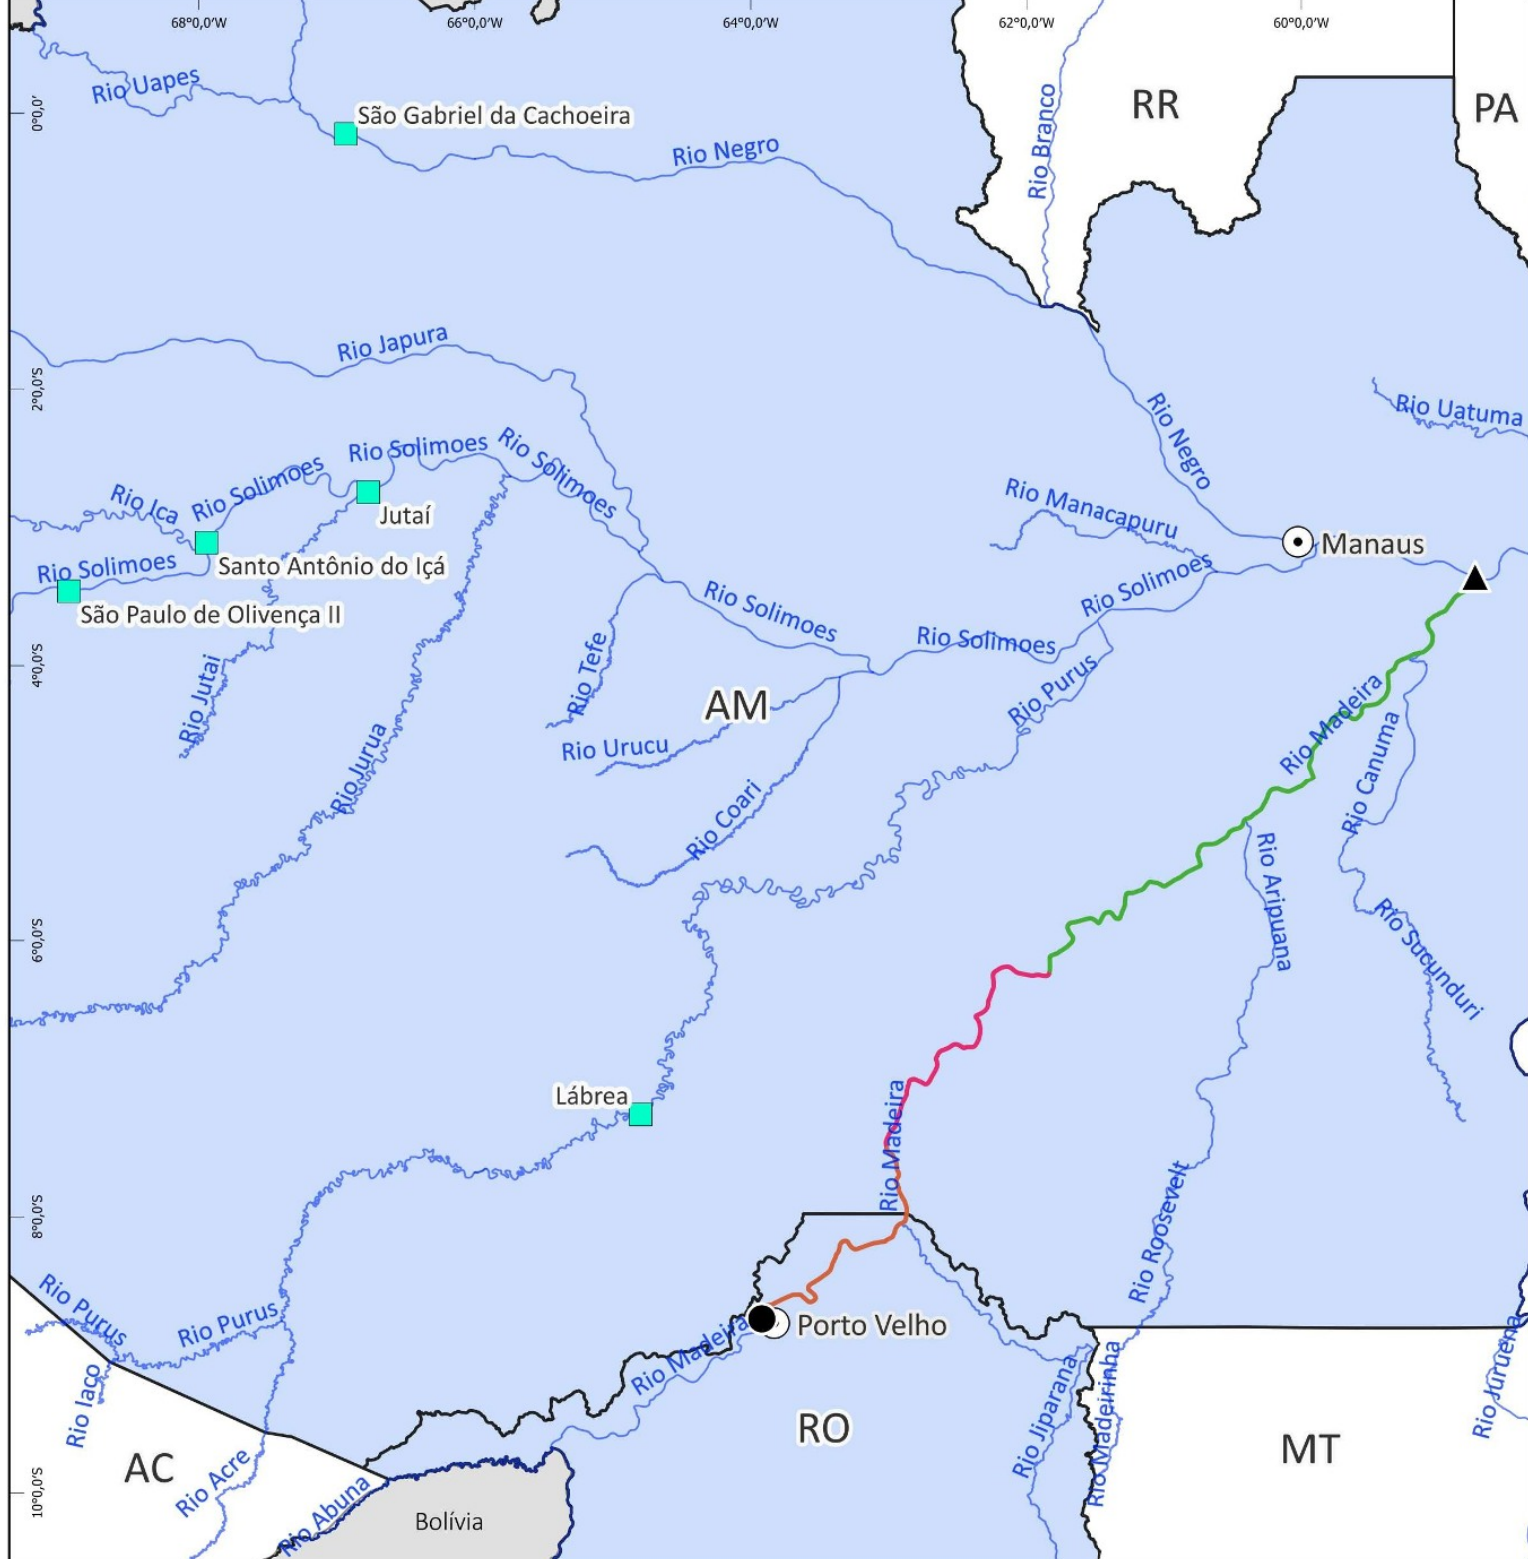 68°0,0'W
66°0,0'W
64°0,0'W
62°0,0'W
60°0,0'W
Rio Uapes
São Gabriel da Cachoeira
Rio Negro
Rio Branco
RR
PA
0°0,0'
Rio Japura
2°0,0'S
Rio Negro
Rio Uatuma
Rio Solimoes
Rio Solimoes
Rio Solimoes
Rio Ica
Jutaí
Rio Manacapuru
Manaus
Santo Antônio do Içá
Rio Solimoes
São Paulo de Olivença II
Rio Solimoes
Rio Solimoes
Rio Solimoes
4°0,0'S
Rio Jutai
Rio Tefe
AM
Rio Purus
Rio Madeira
Rio Urucu
Rio Jurua
Rio Coari
Rio Canuma
Rio Aripuana
6°0,0'S
Rio Sucunduri
Lábrea
Rio Madeira
8°0,0'S
Rio Roosevelt
Rio Purus
Rio Purus
Porto Velho
Rio Madeira
Rio Iaco
Rio Jiparana
Rio Madeirinha
Rio Juruena
RO
AC
MT
Rio Acre
Rio Abuna
10°0,0'S
Bolívia